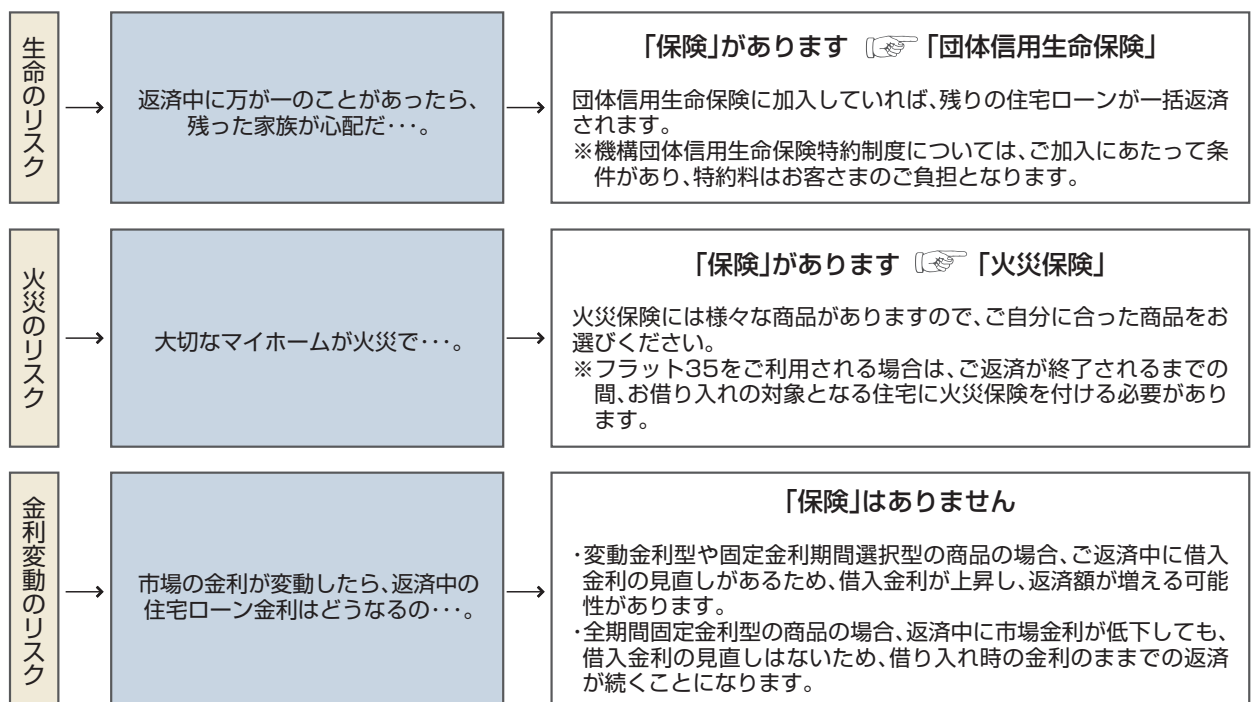 生命のリスク
返済中に万が一のことがあったら、
残った家族が心配だ･･･。
「保険」があります ☞「団体信用生命保険」
団体信用生命保険に加入していれば、残りの住宅ローンが一括返済
されます。
※機構団体信用生命保険特約制度については、ご加入にあたって条
件があり、特約料はお客さまのご負担となります。
火災のリスク
大切なマイホームが火災で･･･。
「保険」があります ☞「火災保険」
火災保険には様々な商品がありますので、ご自分に合った商品をお
選びください。
※フラット35をご利用される場合は、ご返済が終了されるまでの
間、お借り入れの対象となる住宅に火災保険を付ける必要があり
ます。
金利変動のリスク
市場の金利が変動したら、返済中の
住宅ローン金利はどうなるの･･･。
「保険」はありません
･変動金利型や固定金利期間選択型の商品の場合、ご返済中に借入
金利の見直しがあるため、借入金利が上昇し、返済額が増える可能
性があります。
･全期間固定金利型の商品の場合、返済中に市場金利が低下しても、
借入金利の見直しはないため、借り入れ時の金利のままでの返済
が続くことになります。